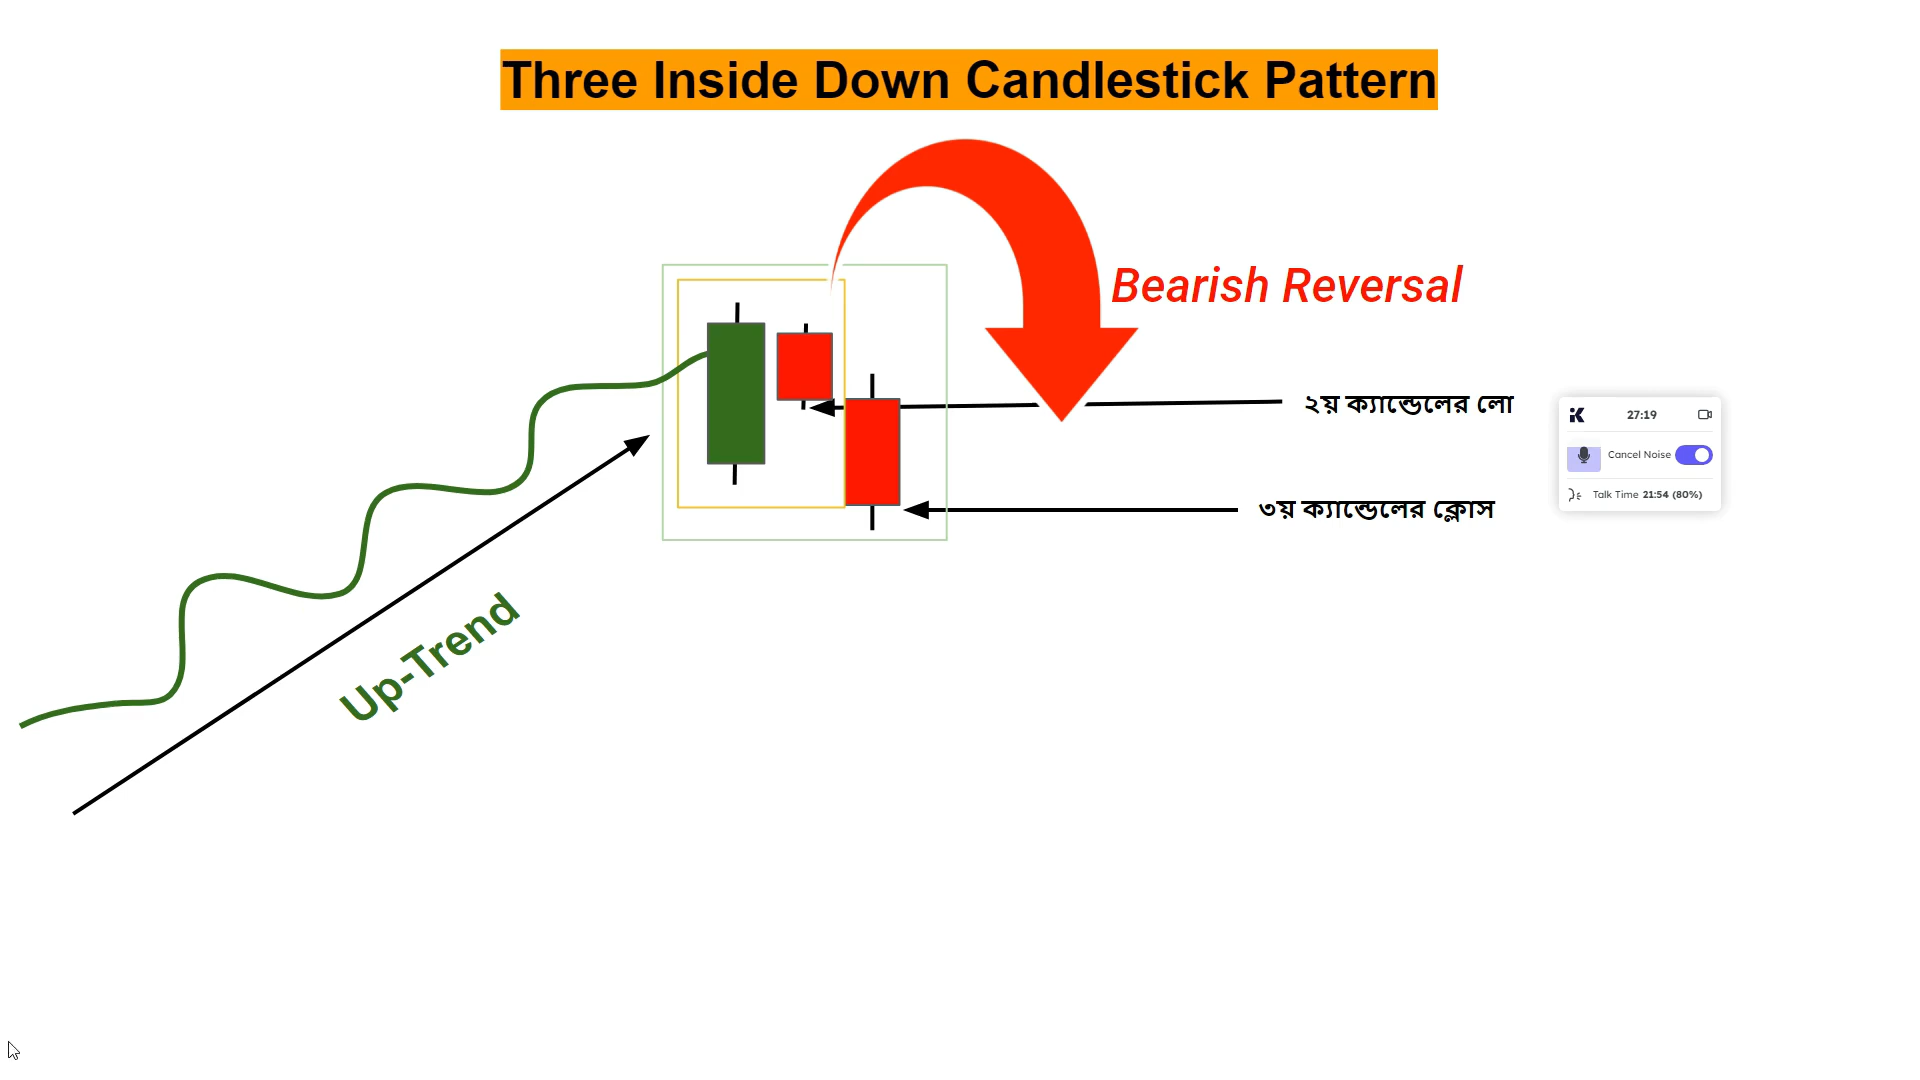 Three Inside Down Candlestick Pattern
Bearish Reversal
২য় ক্যান্ডেলের লো
27:19
Cancel Noise
Talk Time 21:54 (80%)
৩য় ক্যান্ডেলের ক্লোস
Up-Trend